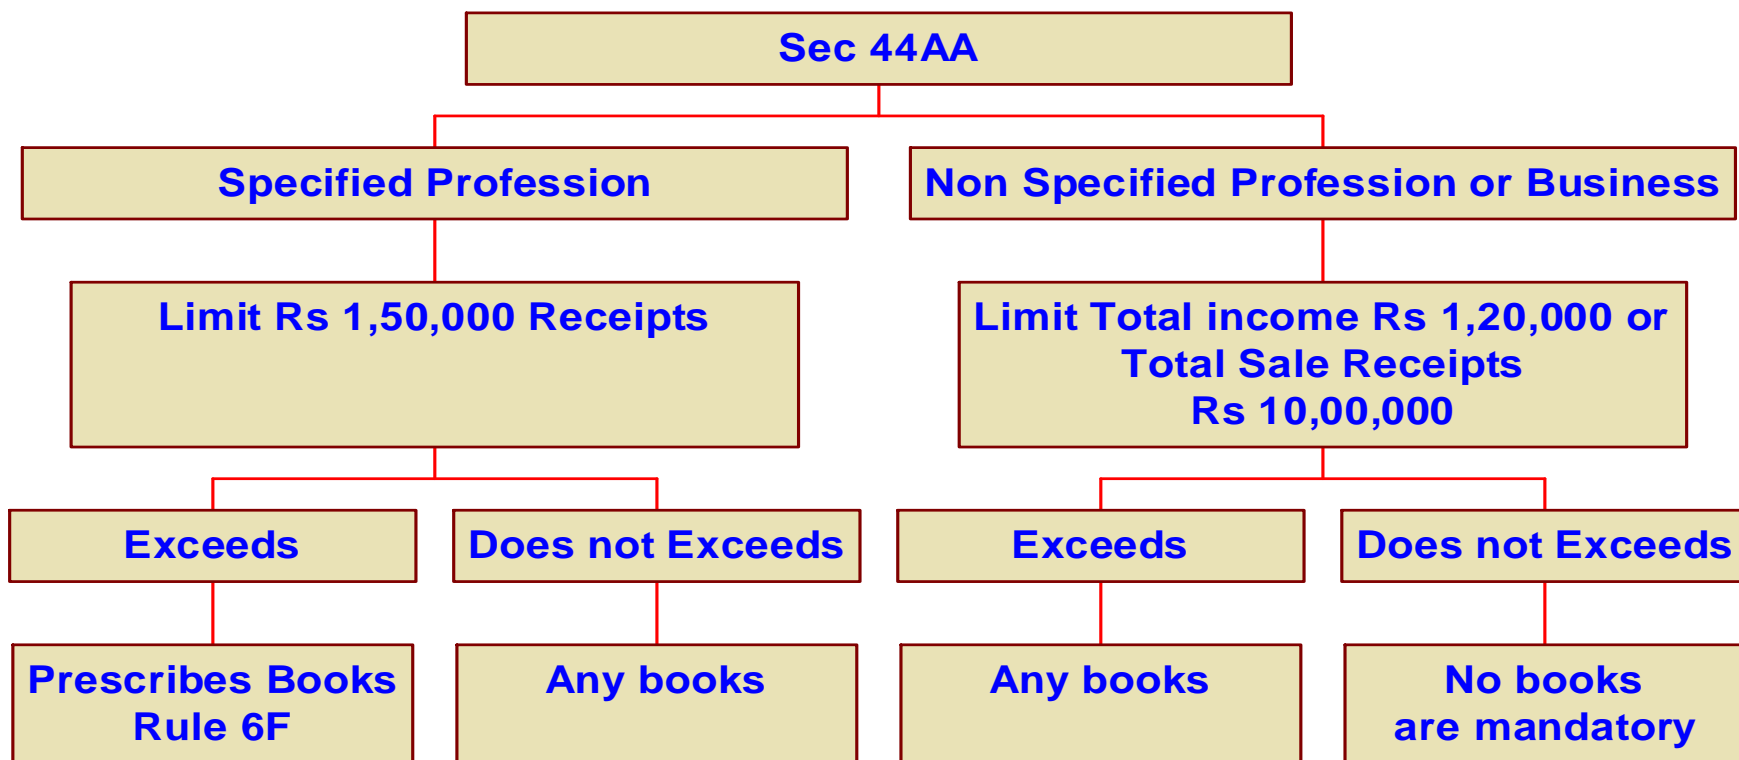 Sec 44AA
Specified Profession
Non Specified Profession or Business
Limit Rs 1,50,000 Receipts
Limit Total income Rs 1,20,000 or
Total Sale Receipts
Rs 10,00,000
Exceeds
Does not Exceeds
Exceeds
Does not Exceeds
Prescribes Books
Rule 6F
Any books
Any books
No books
are mandatory